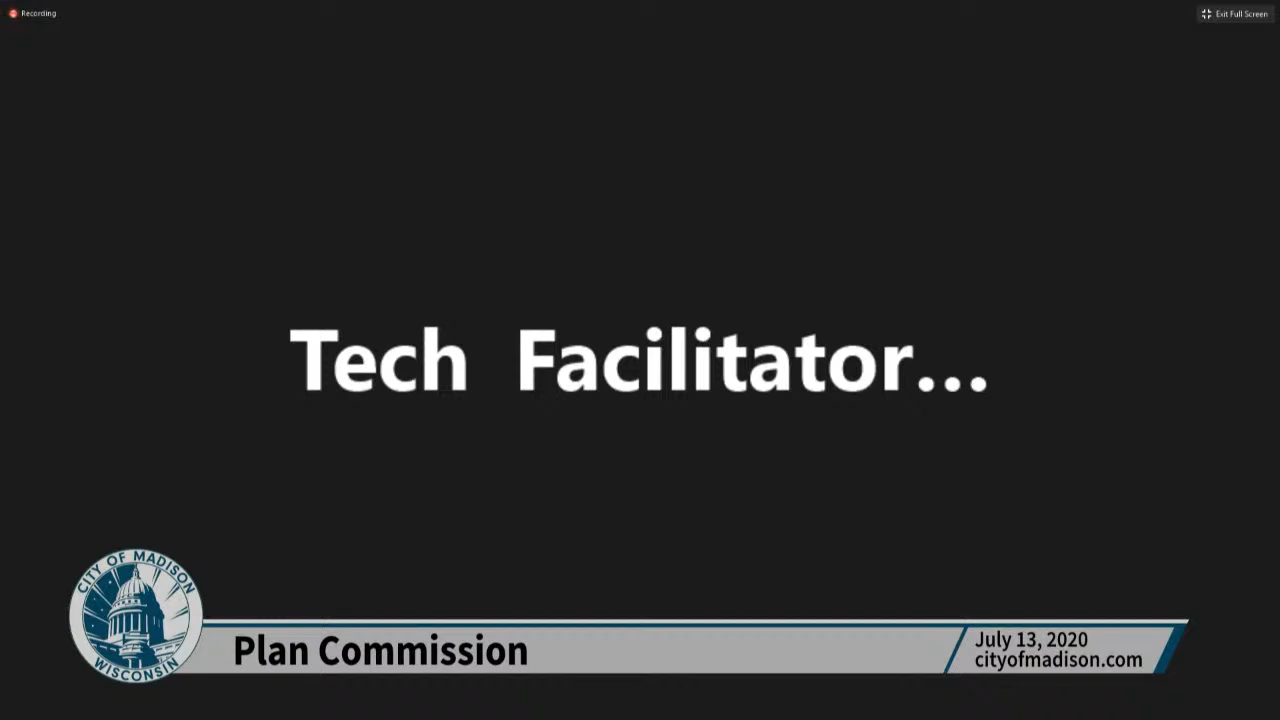 Recording
Exit Full Screen
Tech Facilitator...
CITY OF MADISON
WISCONSIN
Plan Commission
July 13, 2020
cityofmadison.com